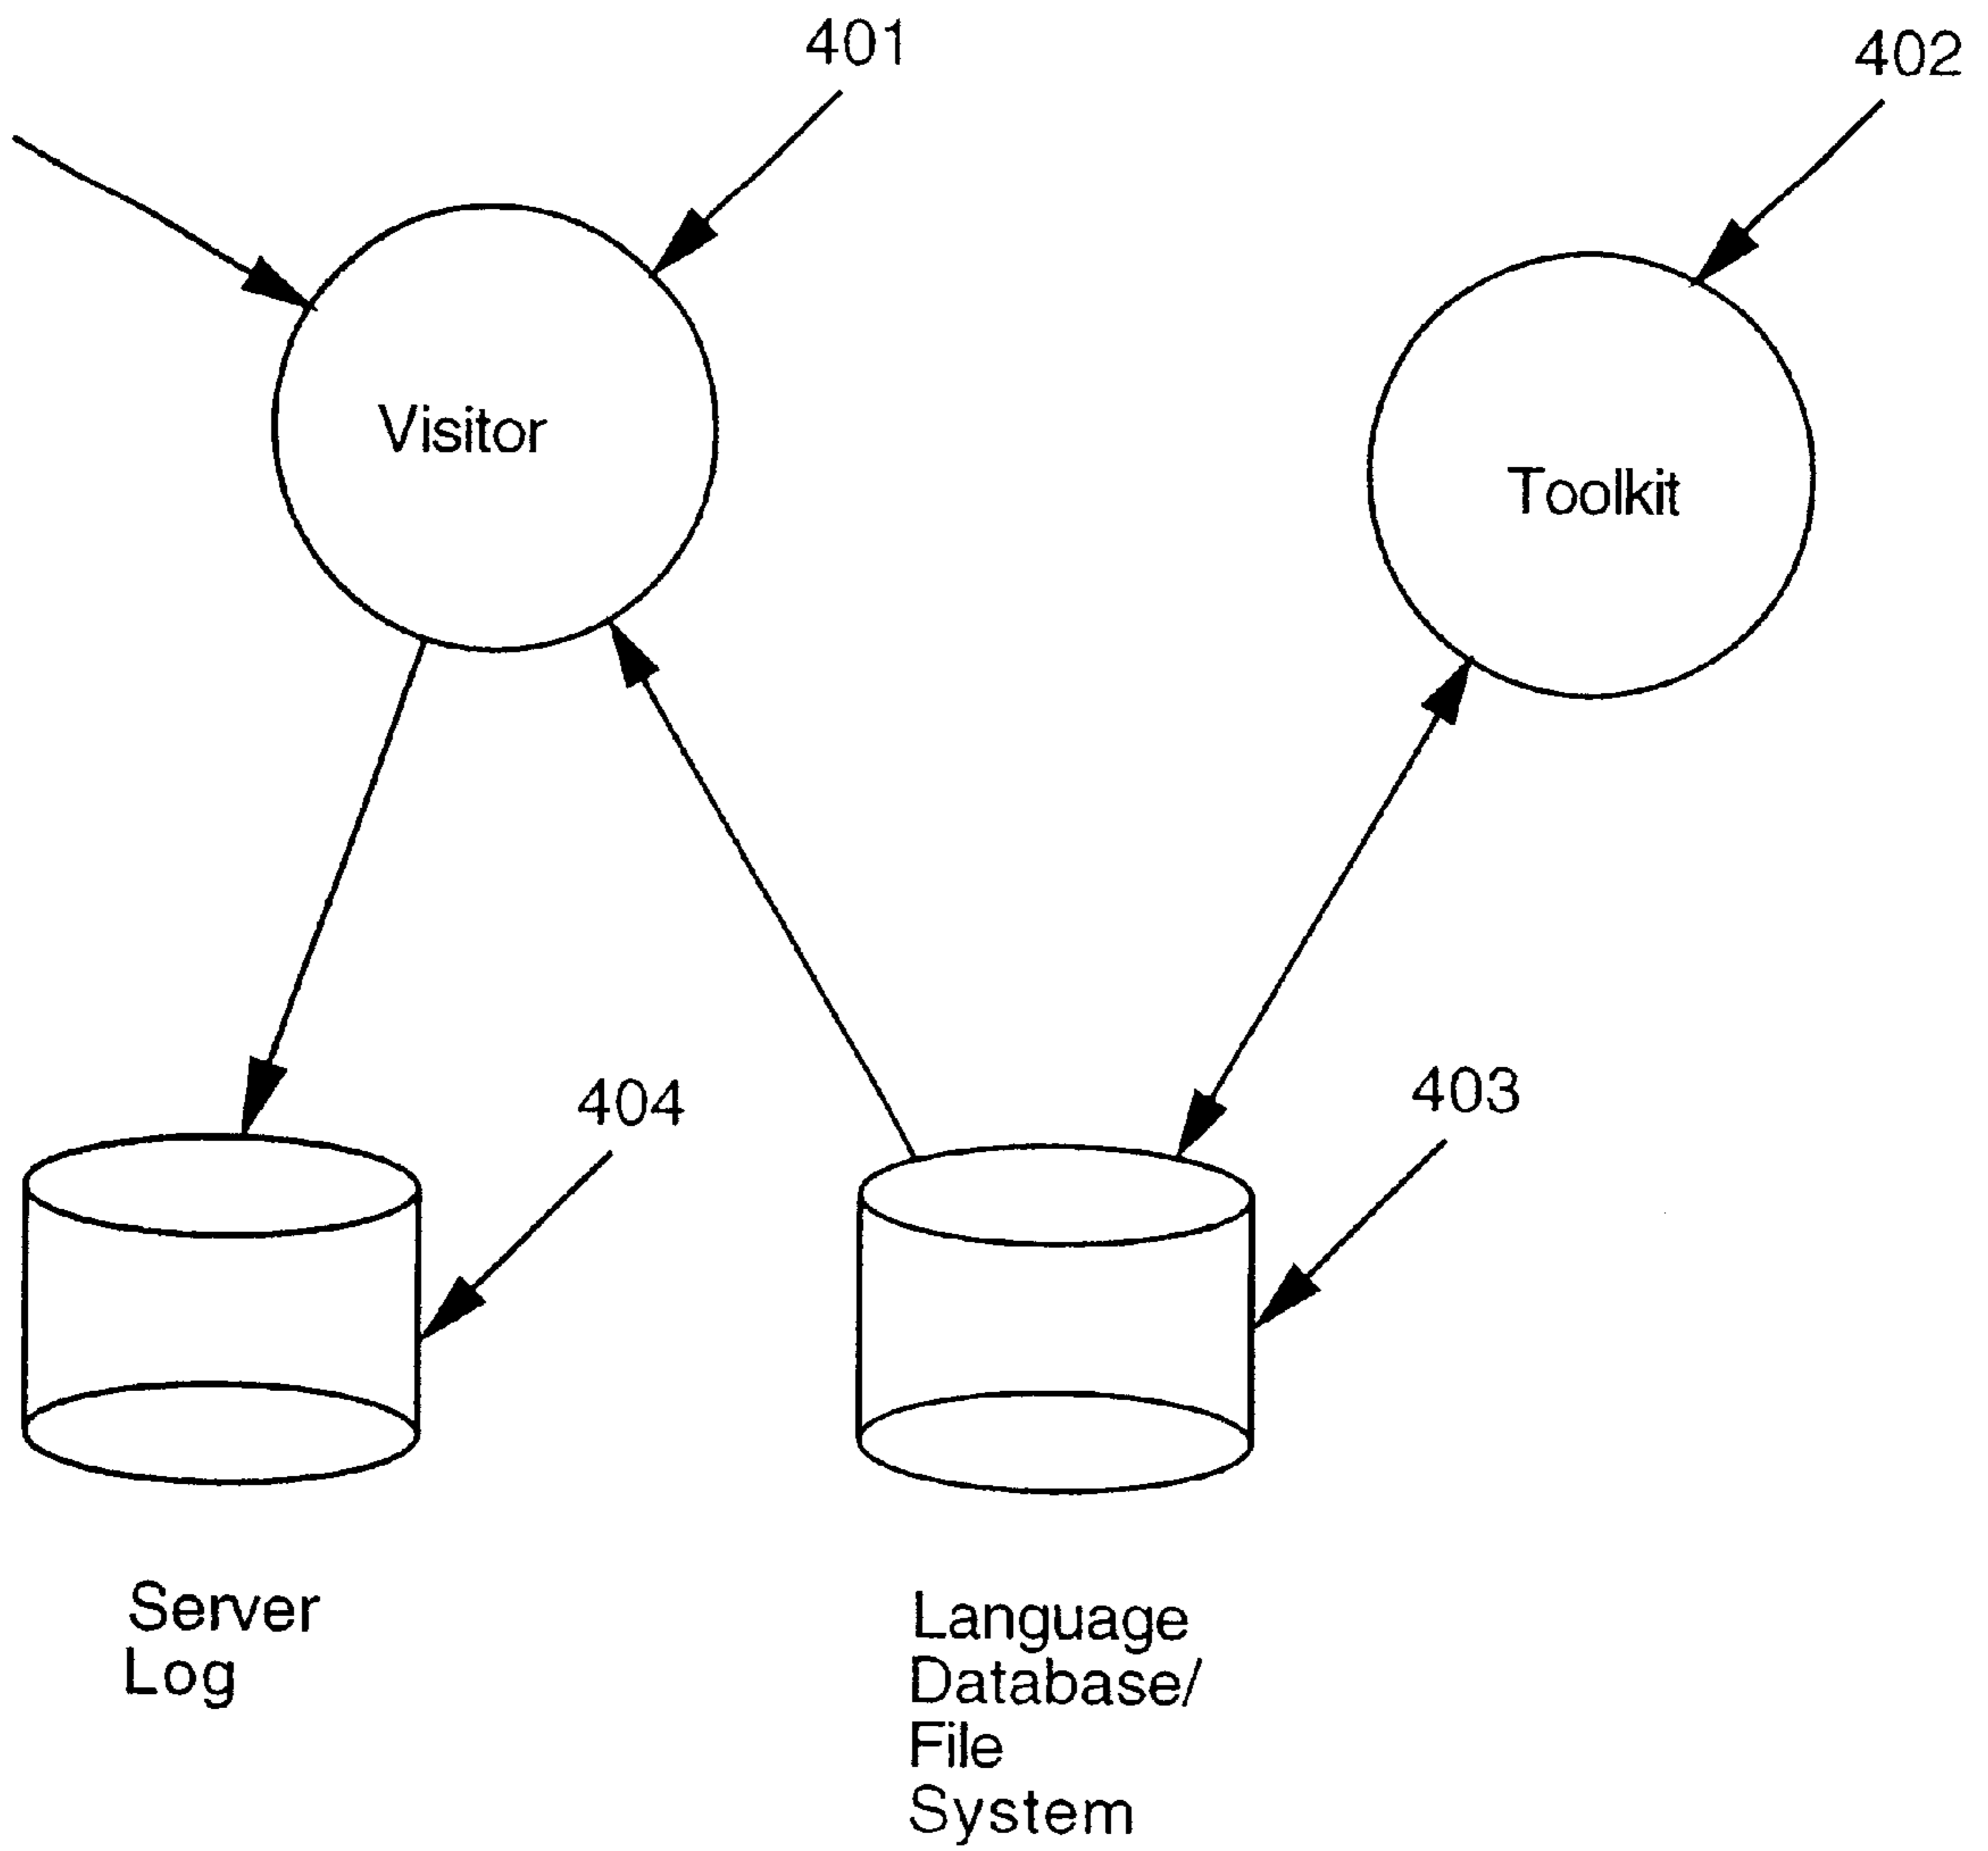 401
402
Visitor
Toolkit
404
403
Server
Log
Language
Database/
File
System